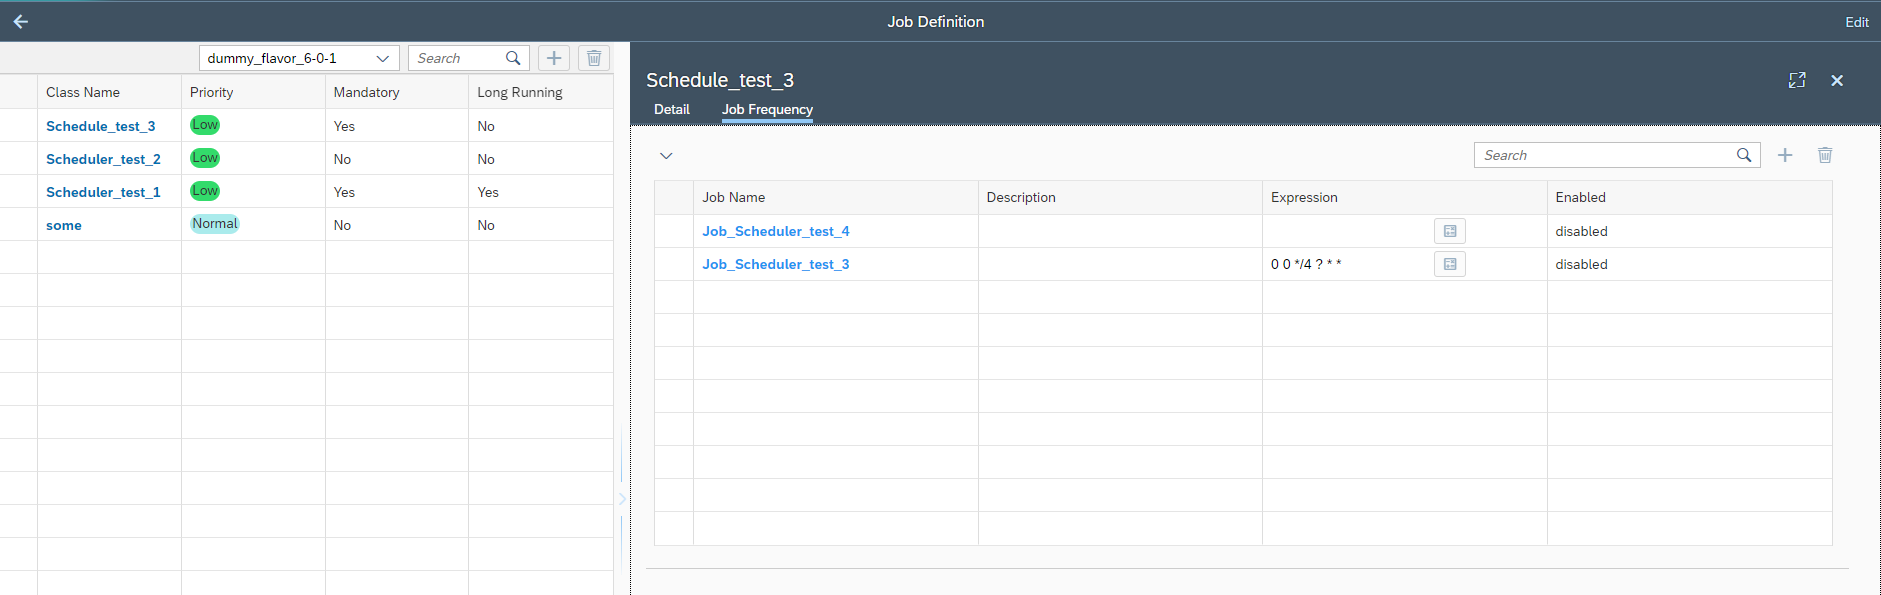 Job Definition
Edit
dummy_flavor_6-0-1
Search
Class Name Priority Mandatory Long Running
Schedule_test_3 Low Yes No
Scheduler_test_2 Low No No
Scheduler_test_1 Low Yes Yes
some Normal No No
Schedule_test_3
Detail Job Frequency
Search
Job Name Description Expression Enabled
Job_Scheduler_test_4 disabled
Job_Scheduler_test_3 0 0 */4 ? * * disabled